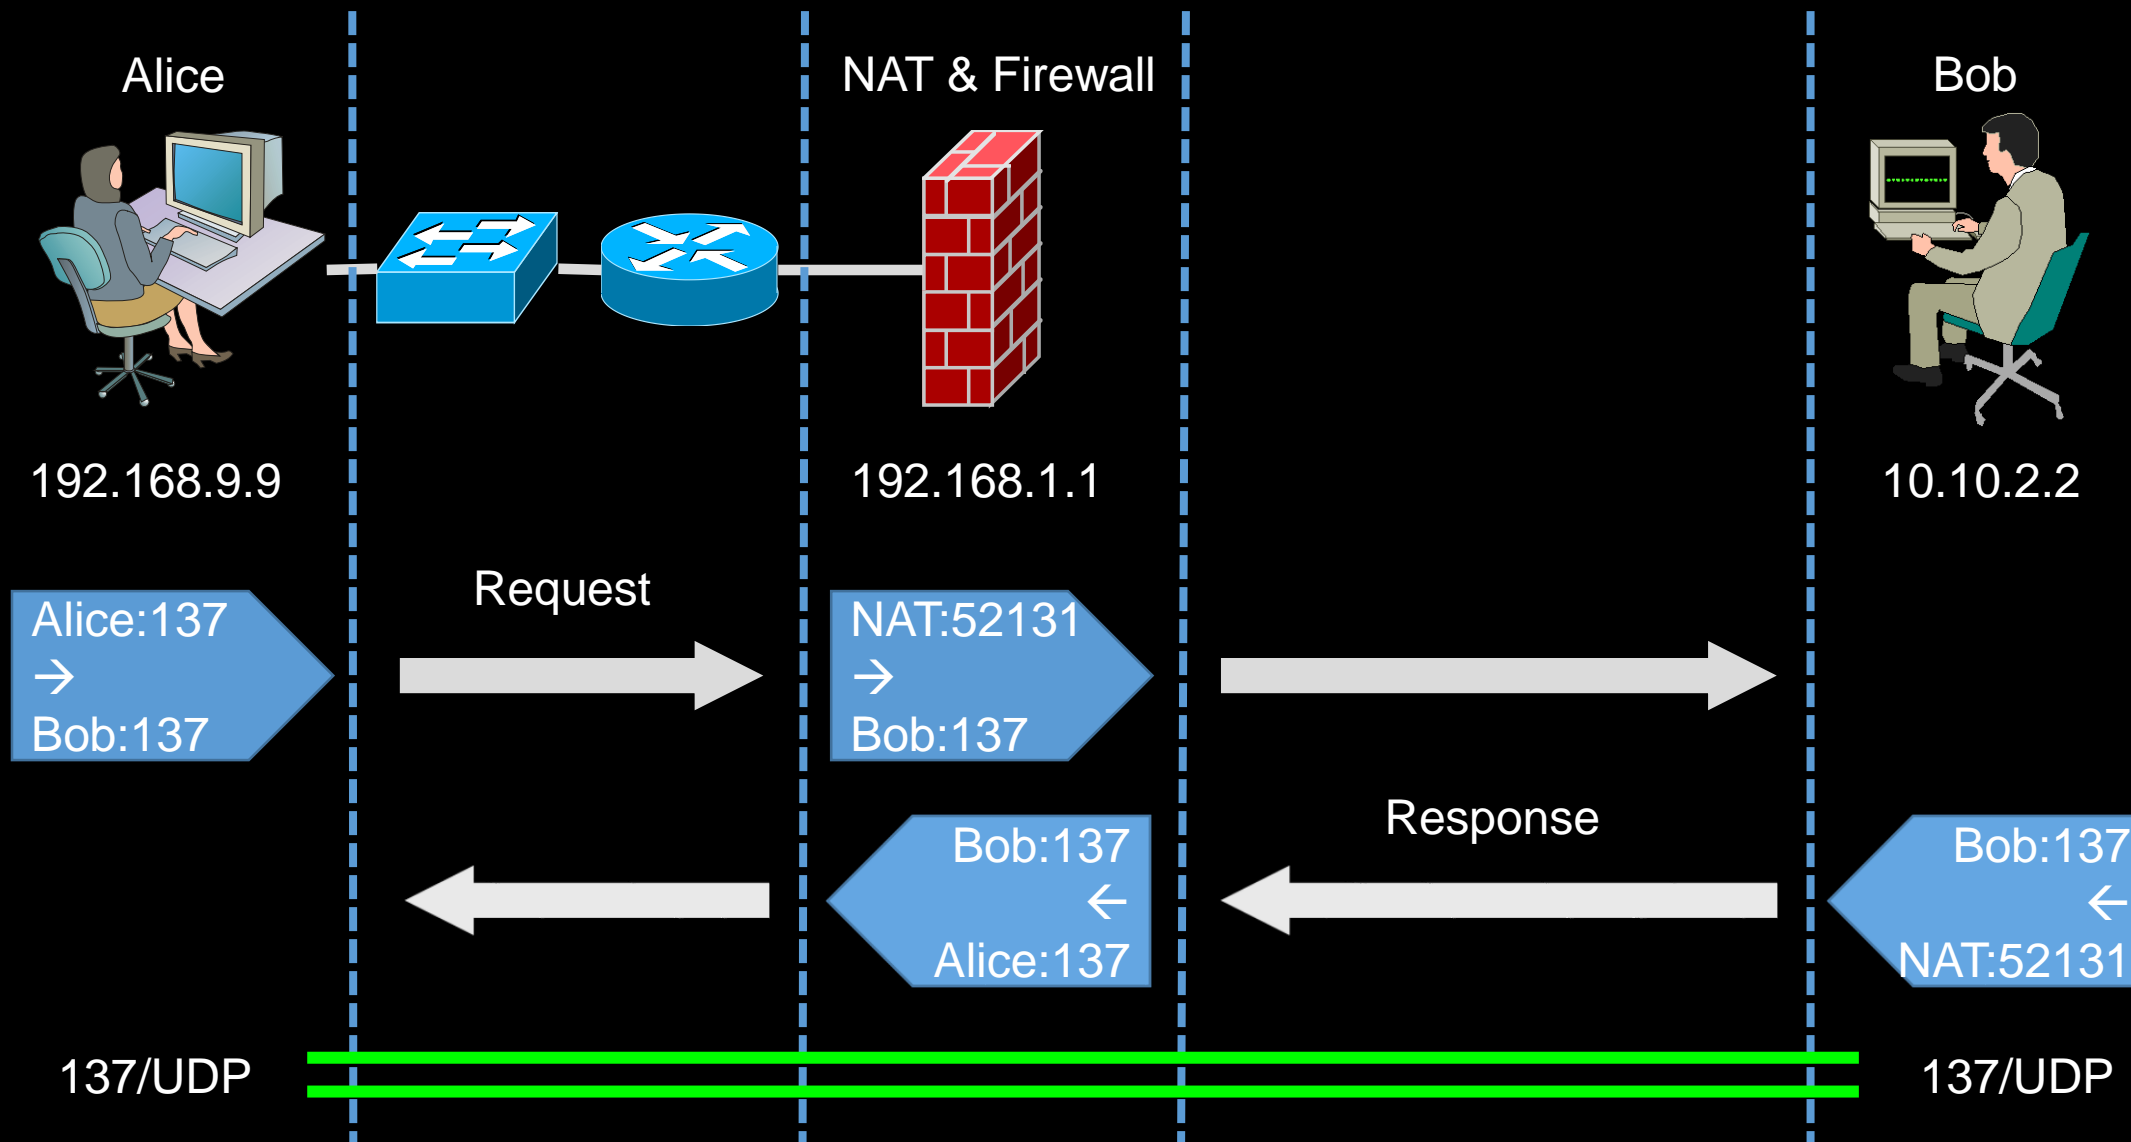 Alice
NAT & Firewall
Bob
192.168.9.9
192.168.1.1
10.10.2.2
Request
Alice:137
→
Bob:137
NAT:52131
→
Bob:137
Response
Bob:137
←
Alice:137
Bob:137
←
NAT:52131
137/UDP
137/UDP